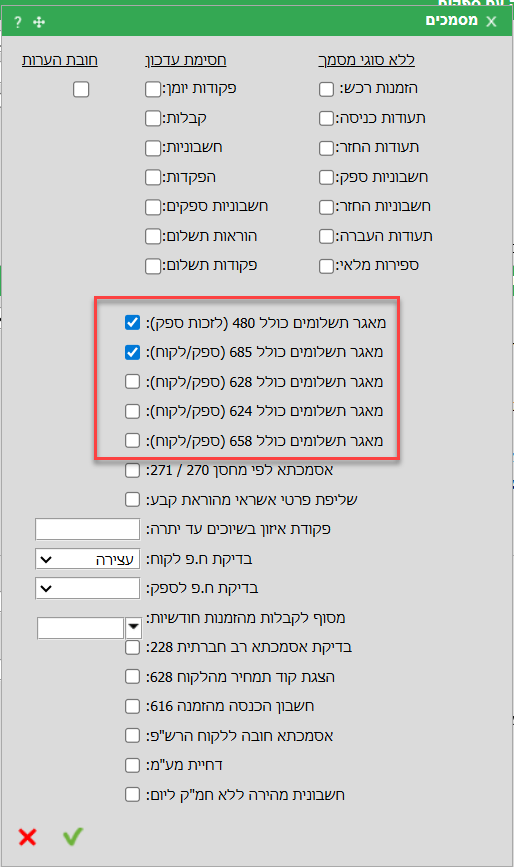 מסמכים
ללא סוגי מסמך חסימת עדכון חובת הערות
הזמנות רכש: פקודות יומן:
תעודות כניסה: קבלות:
תעודות החזר: חשבוניות:
חשבוניות ספק: הפקדות:
חשבוניות החזר: חשבוניות ספקים:
תעודות העברה: הוראות תשלום:
ספירות מלאי: פקודות תשלום:
מאגר תשלומים כולל 480 (לזכות ספק):
מאגר תשלומים כולל 685 (ספק/לקוח):
מאגר תשלומים כולל 628 (ספק/לקוח):
מאגר תשלומים כולל 624 (ספק/לקוח):
מאגר תשלומים כולל 658 (ספק/לקוח):
אסמכתא לפי מחסן 270 / 271:
שליפת פרטי אשראי מהוראת קבע:
פקודת איזון בשיוכים עד יתרה:
בדיקת ח.פ לקוח: עצירה
בדיקת ח.פ לספק:
מסוף לקבלות מהזמנות חודשיות:
בדיקת אסמכתא רב חברתית 228:
הצגת קוד תמחיר מהלקוח 628:
חשבון הכנסה מהזמנה 616:
אסמכתא חובה ללקוח הרש"פ:
דחיית מע"מ:
חשבונית מהירה ללא חמ"ק ליום: